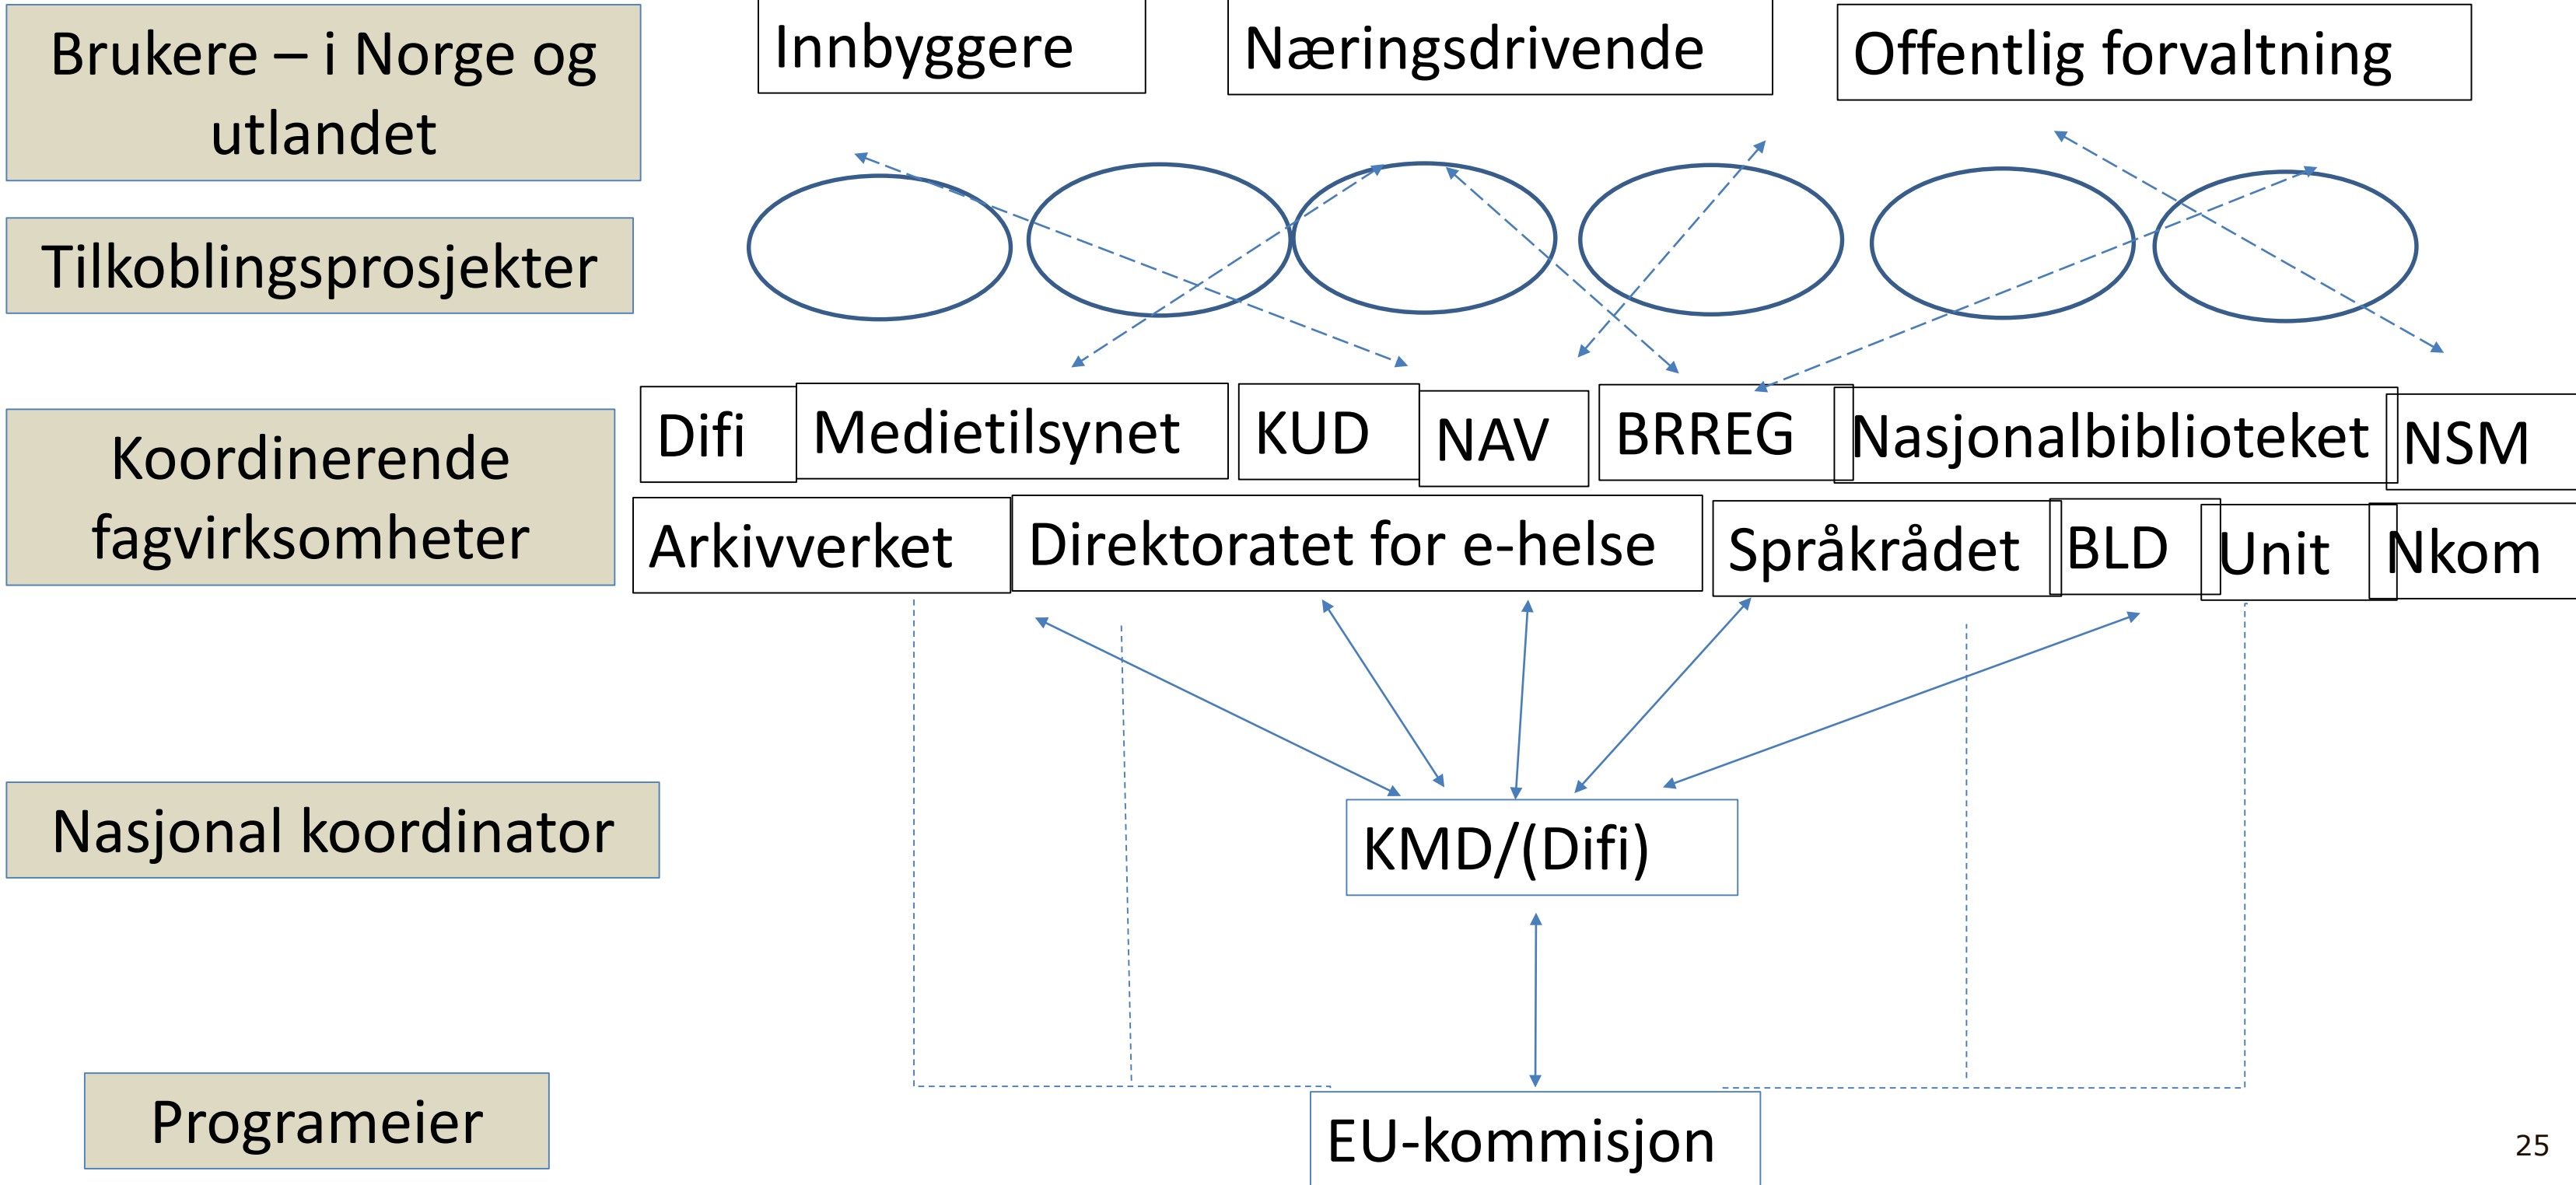 Brukere – i Norge og
utlandet
Innbyggere
Næringsdrivende
Offentlig forvaltning
Tilkoblingsprosjekter
Koordinerende
fagvirksomheter
Difi
Medietilsynet
KUD
NAV
BRREG
Nasjonalbiblioteket
NSM
Arkivverket
Direktoratet for e-helse
Språkrådet
BLD
Unit
Nkom
Nasjonal koordinator
KMD/(Difi)
Programeier
EU-kommisjon
25